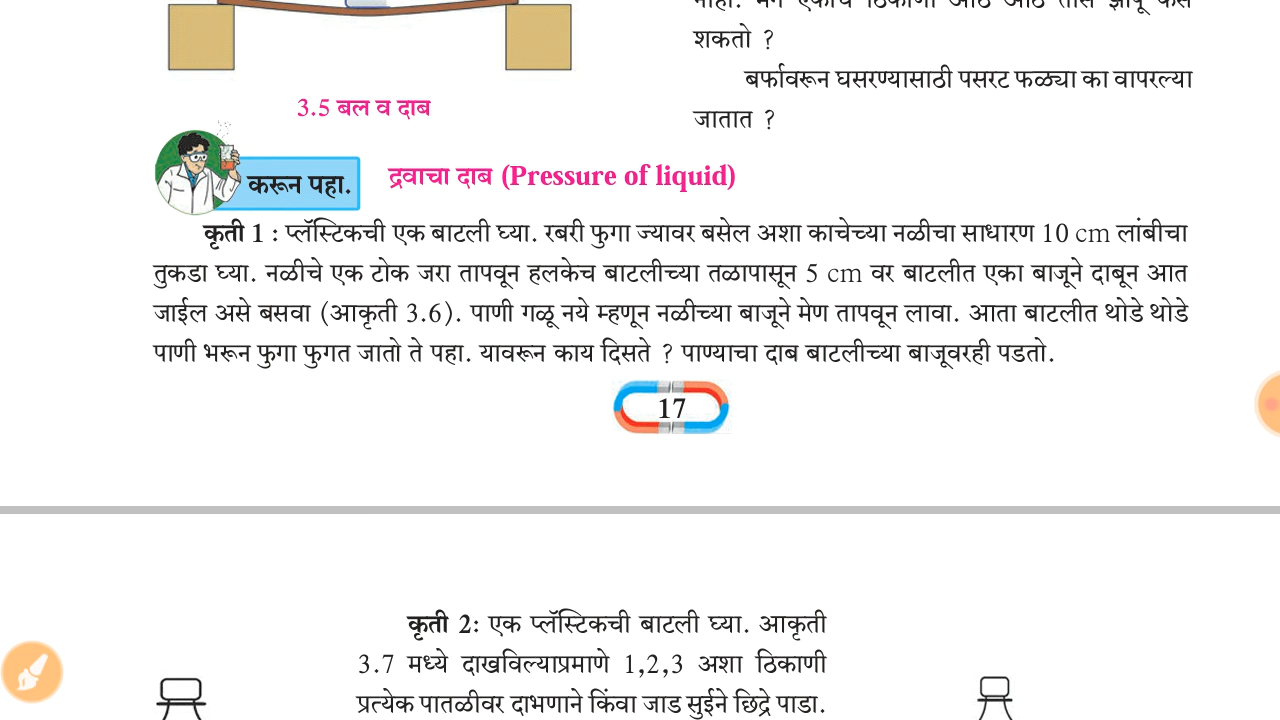 शकतो ?
बर्फावरून घसरण्यासाठी पसरट फळ्या का वापरल्या
जातात ?
3.5 बल व दाब
करून पहा.
द्रवाचा दाब (Pressure of liquid)
कृती 1 : प्लॅस्टिकची एक बाटली घ्या. रबरी फुगा ज्यावर बसेल अशा काचेच्या नळीचा साधारण 10 cm लांबीचा
तुकडा घ्या. नळीचे एक टोक जरा तापवून हलकेच बाटलीच्या तळापासून 5 cm वर बाटलीत एका बाजूने दाबून आत
जाईल असे बसवा (आकृती 3.6). पाणी गळू नये म्हणून नळीच्या बाजूने मेण तापवून लावा. आता बाटलीत थोडे थोडे
पाणी भरून फुगा फुगत जातो ते पहा. यावरून काय दिसते ? पाण्याचा दाब बाटलीच्या बाजूवरही पडतो.
17
कृती 2: एक प्लॅस्टिकची बाटली घ्या. आकृती
3.7 मध्ये दाखविल्याप्रमाणे 1,2,3 अशा ठिकाणी
प्रत्येक पातळीवर दाभणाने किंवा जाड सुईने छिद्रे पाडा.